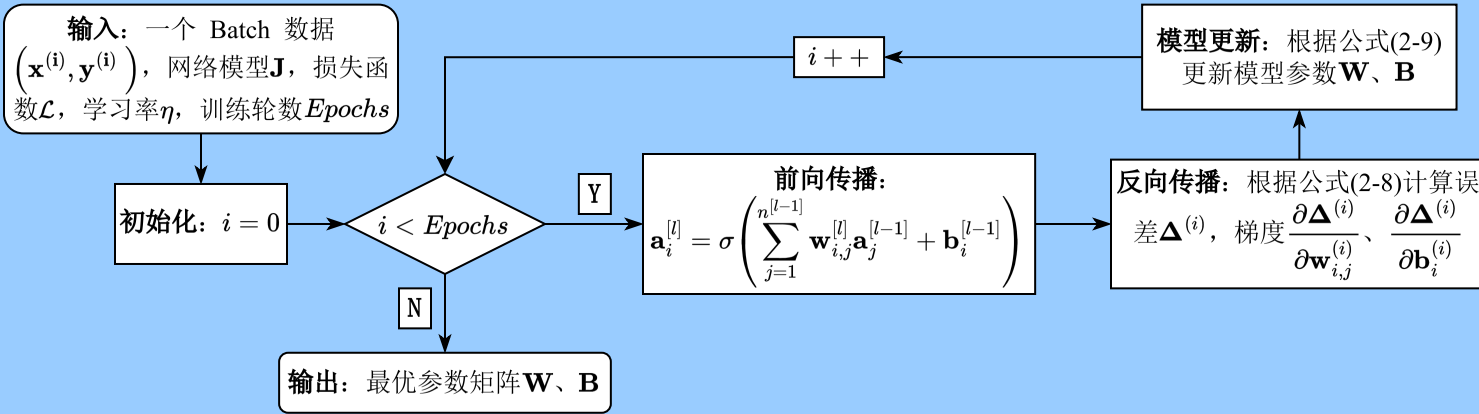 输入：一个 Batch 数据
(𝐱⁽ⁱ⁾, 𝐲⁽ⁱ⁾)，网络模型𝐉，损失函
数ℒ，学习率η，训练轮数Epochs
初始化：i = 0
i < Epochs
Y
N
前向传播：
𝐚_i^{[l]} = σ(∑_{j=1}^{n^{[l-1]}} 𝐰_{i,j}^{[l]} 𝐚_j^{[l-1]} + 𝐛_i^{[l-1]})
反向传播：根据公式(2-8)计算误
差𝚫⁽ⁱ⁾，梯度 ∂𝚫^{(i)}/∂𝐰_{i,j}^{(i)}、∂𝚫^{(i)}/∂𝐛_i^{(i)}
模型更新：根据公式(2-9)
更新模型参数𝐖、𝐁
i + +
输出：最优参数矩阵𝐖、𝐁